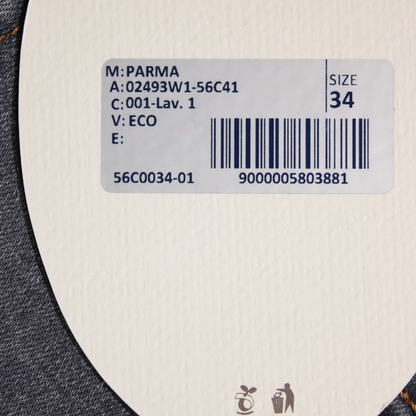 M: PARMA
A: 02493W1-56C41
C: 001-Lav. 1
V: ECO
E:
SIZE
34
56C0034-01
9000005803881